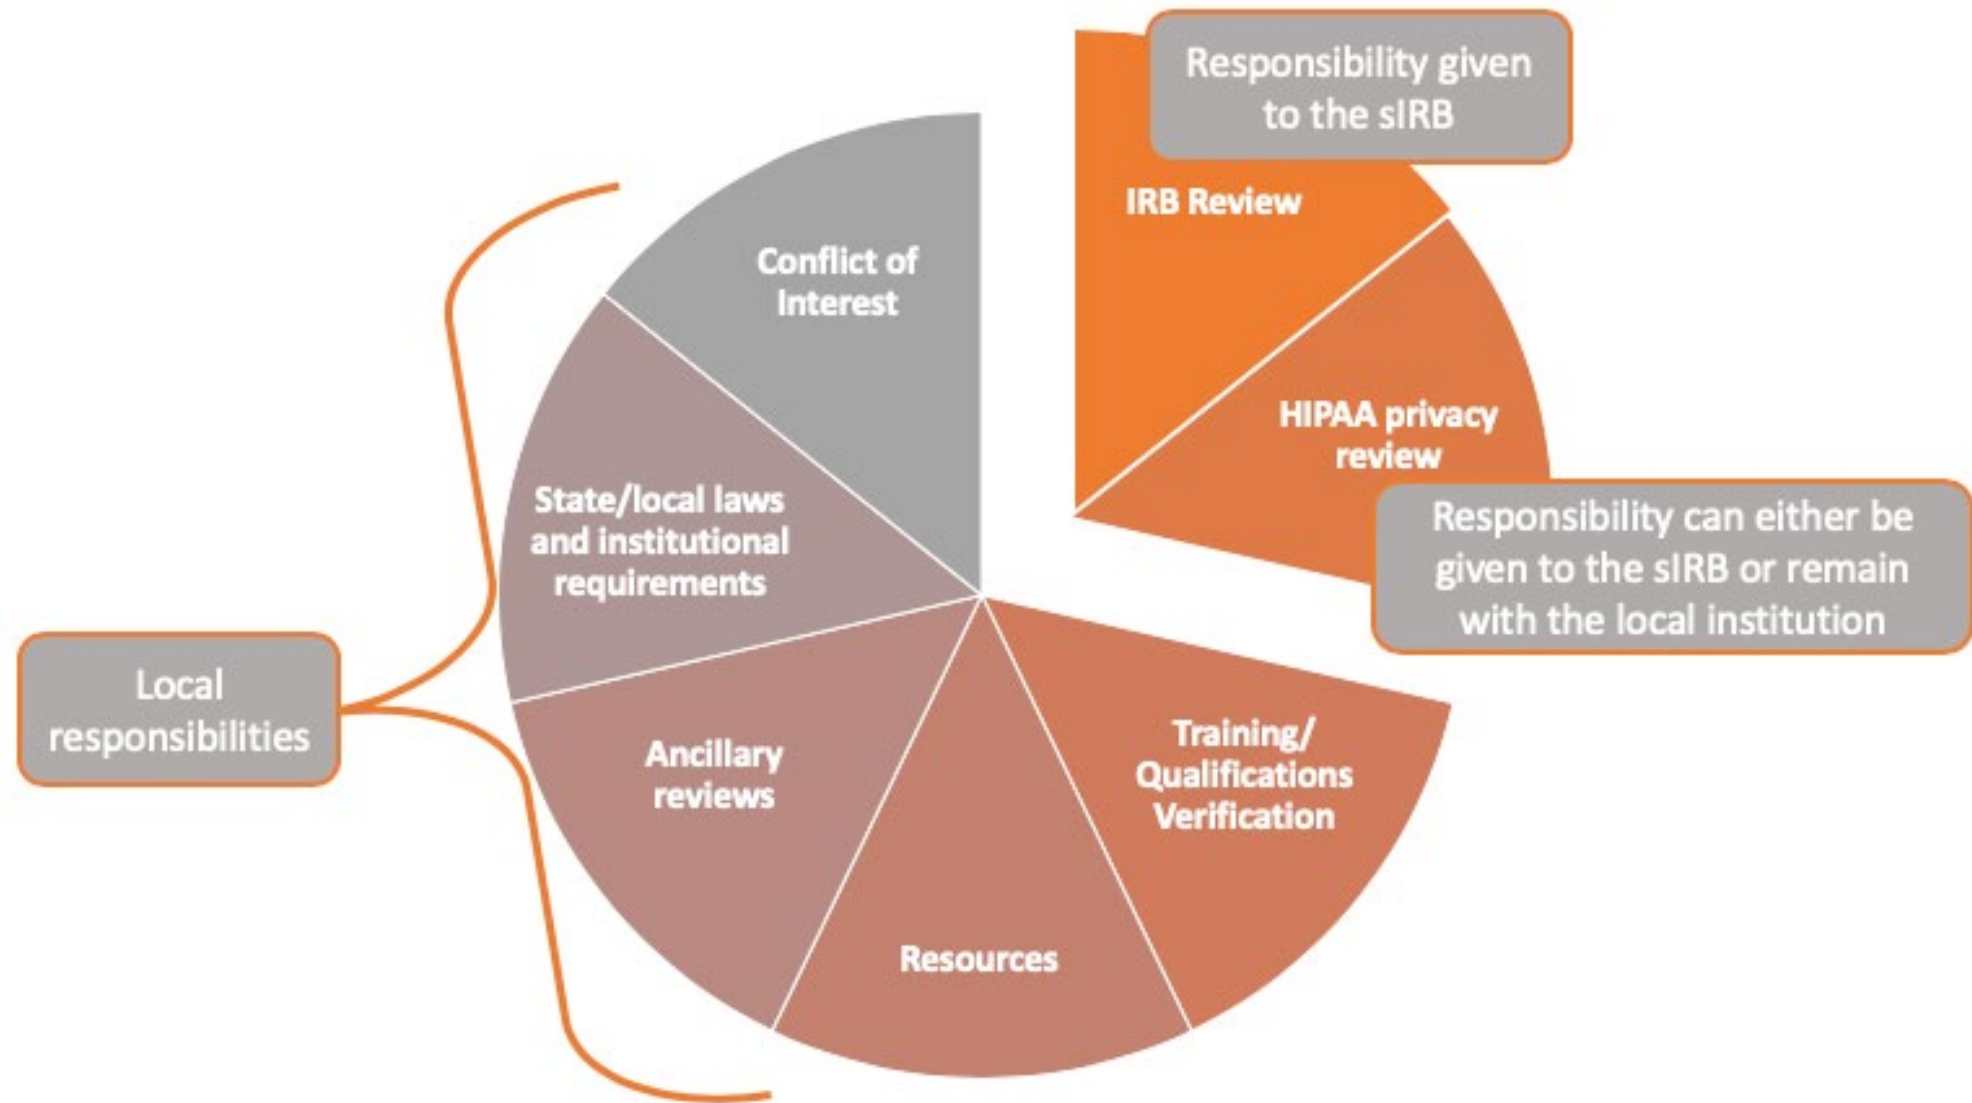 Responsibility given
to the sIRB
IRB Review
HIPAA privacy
review
Responsibility can either be
given to the sIRB or remain
with the local institution
Training/
Qualifications
Verification
Resources
Ancillary
reviews
State/local laws
and institutional
requirements
Conflict of
Interest
Local
responsibilities